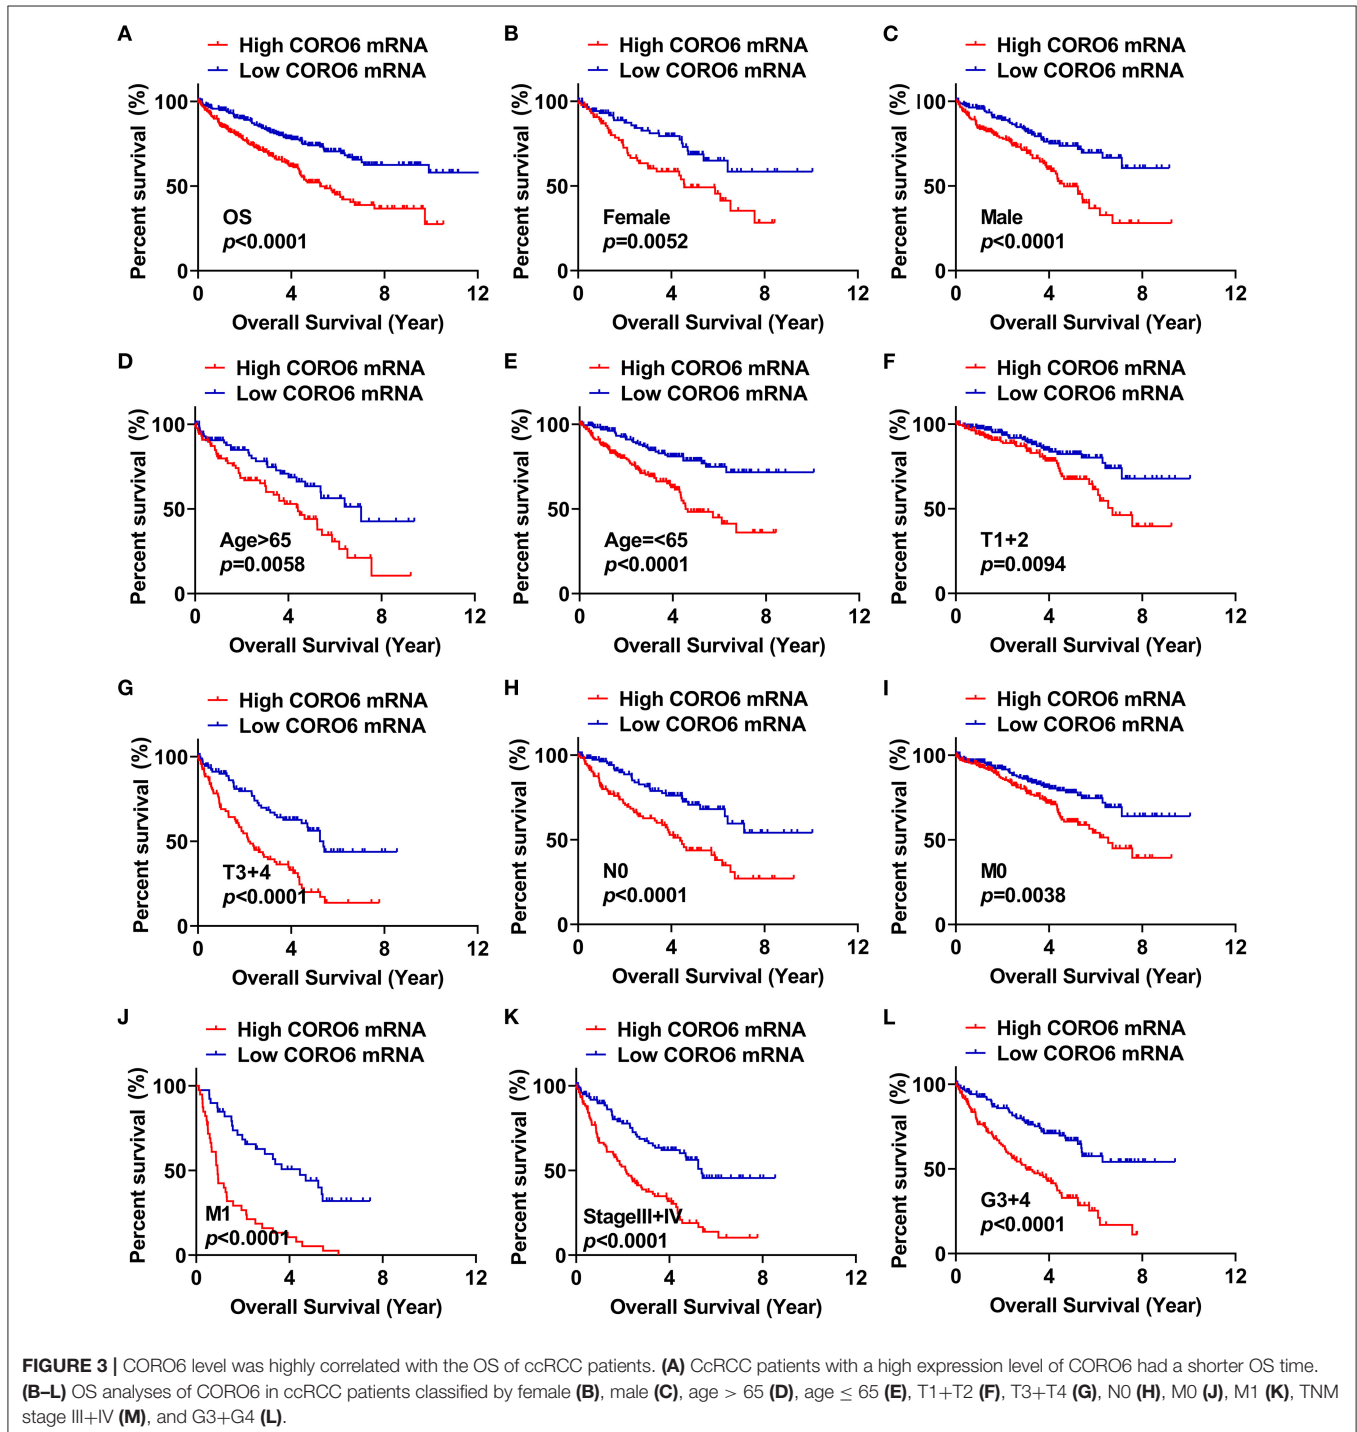 A
High CORO6 mRNA
Low CORO6 mRNA
Percent survival (%)
100
50
0
OS
p<0.0001
0 4 8 12
Overall Survival (Year)
B
High CORO6 mRNA
Low CORO6 mRNA
Percent survival (%)
100
50
0
Female
p=0.0052
0 4 8 12
Overall Survival (Year)
C
High CORO6 mRNA
Low CORO6 mRNA
Percent survival (%)
100
50
0
Male
p<0.0001
0 4 8 12
Overall Survival (Year)
D
High CORO6 mRNA
Low CORO6 mRNA
Percent survival (%)
100
50
0
Age>65
p=0.0058
0 4 8 12
Overall Survival (Year)
E
High CORO6 mRNA
Low CORO6 mRNA
Percent survival (%)
100
50
0
Age=<65
p<0.0001
0 4 8 12
Overall Survival (Year)
F
High CORO6 mRNA
Low CORO6 mRNA
Percent survival (%)
100
50
0
T1+2
p=0.0094
0 4 8 12
Overall Survival (Year)
G
High CORO6 mRNA
Low CORO6 mRNA
Percent survival (%)
100
50
0
T3+4
p<0.0001
0 4 8 12
Overall Survival (Year)
H
High CORO6 mRNA
Low CORO6 mRNA
Percent survival (%)
100
50
0
N0
p<0.0001
0 4 8 12
Overall Survival (Year)
I
High CORO6 mRNA
Low CORO6 mRNA
Percent survival (%)
100
50
0
M0
p=0.0038
0 4 8 12
Overall Survival (Year)
J
High CORO6 mRNA
Low CORO6 mRNA
Percent survival (%)
100
50
0
M1
p<0.0001
0 4 8 12
Overall Survival (Year)
K
High CORO6 mRNA
Low CORO6 mRNA
Percent survival (%)
100
50
0
StageIII+IV
p<0.0001
0 4 8 12
Overall Survival (Year)
L
High CORO6 mRNA
Low CORO6 mRNA
Percent survival (%)
100
50
0
G3+4
p<0.0001
0 4 8 12
Overall Survival (Year)
FIGURE 3 | CORO6 level was highly correlated with the OS of ccRCC patients. (A) CcRCC patients with a high expression level of CORO6 had a shorter OS time.
(B–L) OS analyses of CORO6 in ccRCC patients classified by female (B), male (C), age > 65 (D), age ≤ 65 (E), T1+T2 (F), T3+T4 (G), N0 (H), M0 (J), M1 (K), TNM
stage III+IV (M), and G3+G4 (L).